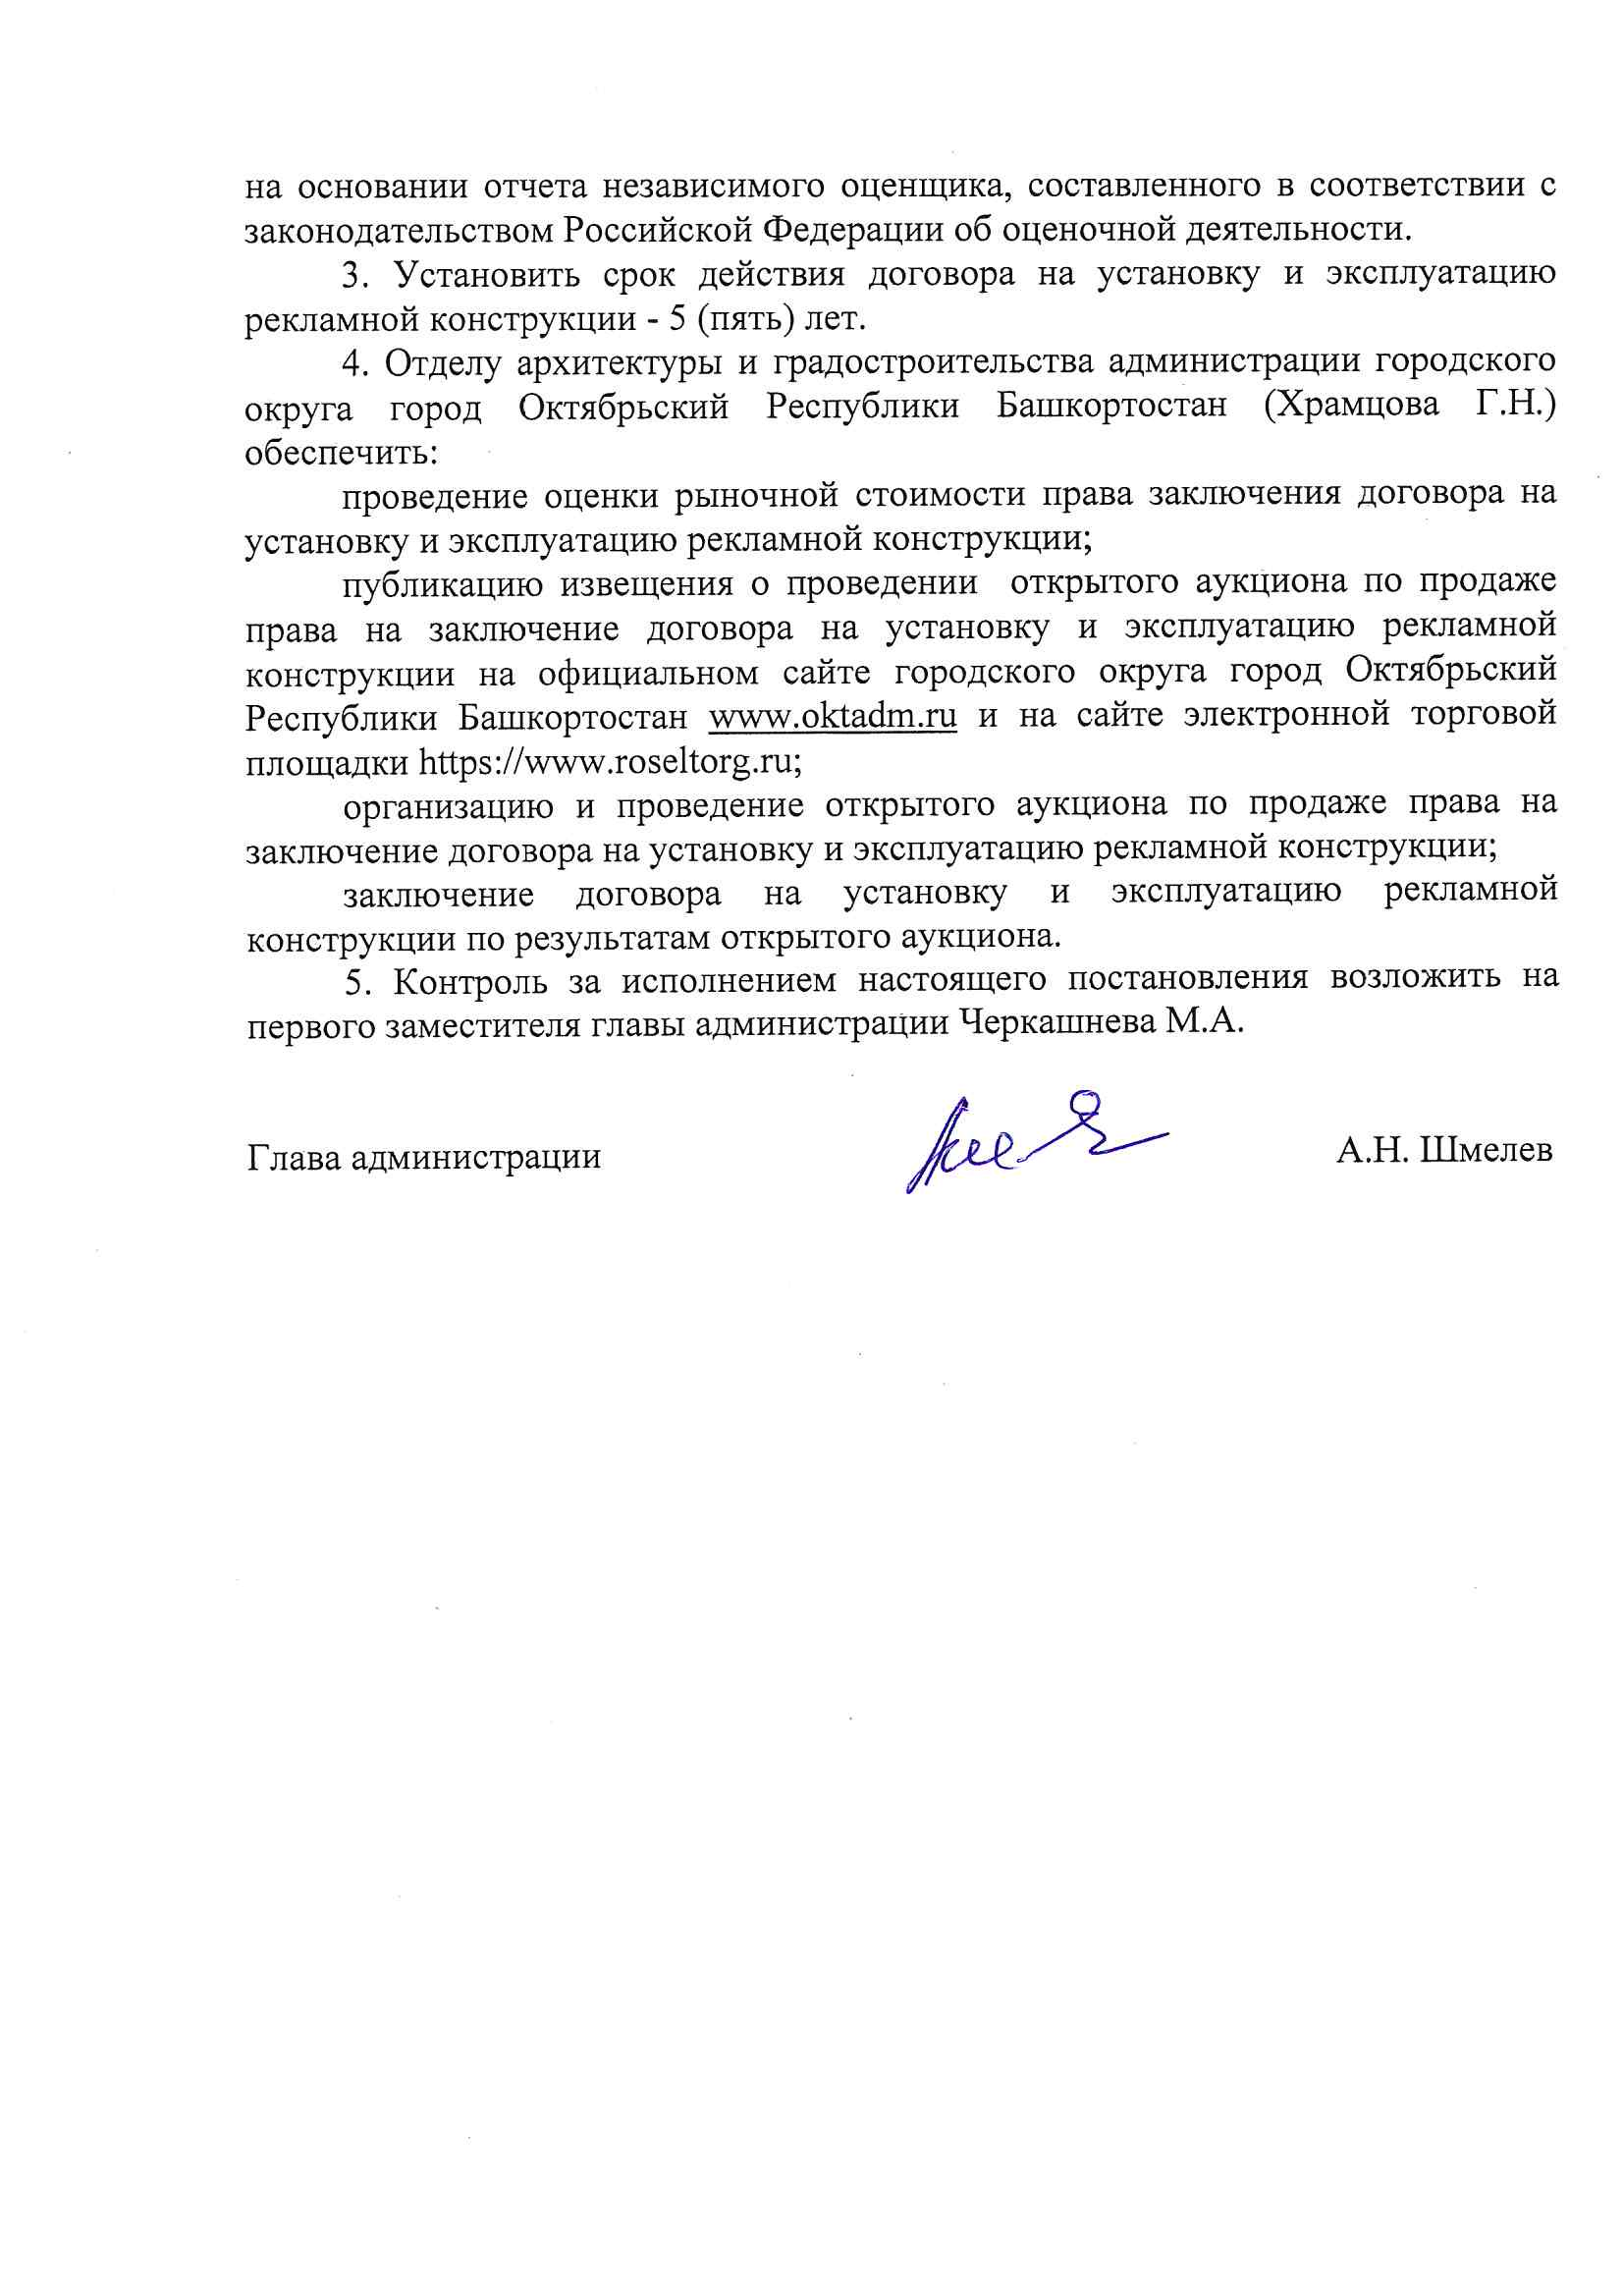 на основании отчета независимого оценщика, составленного в соответствии с
законодательством Российской Федерации об оценочной деятельности.
3. Установить срок действия договора на установку и эксплуатацию
рекламной конструкции - 5 (пять) лет.
4. Отделу архитектуры и градостроительства администрации городского
округа город Октябрьский Республики Башкортостан (Храмцова Г.Н.)
обеспечить:
проведение оценки рыночной стоимости права заключения договора на
установку и эксплуатацию рекламной конструкции;
публикацию извещения о проведении открытого аукциона по продаже
права на заключение договора на установку и эксплуатацию рекламной
конструкции на официальном сайте городского округа город Октябрьский
Республики Башкортостан www.oktadm.ru и на сайте электронной торговой
площадки https://www.roseltorg.ru;
организацию и проведение открытого аукциона по продаже права на
заключение договора на установку и эксплуатацию рекламной конструкции;
заключение договора на установку и эксплуатацию рекламной
конструкции по результатам открытого аукциона.
5. Контроль за исполнением настоящего постановления возложить на
первого заместителя главы администрации Черкашнева М.А.
Глава администрации А.Н. Шмелев